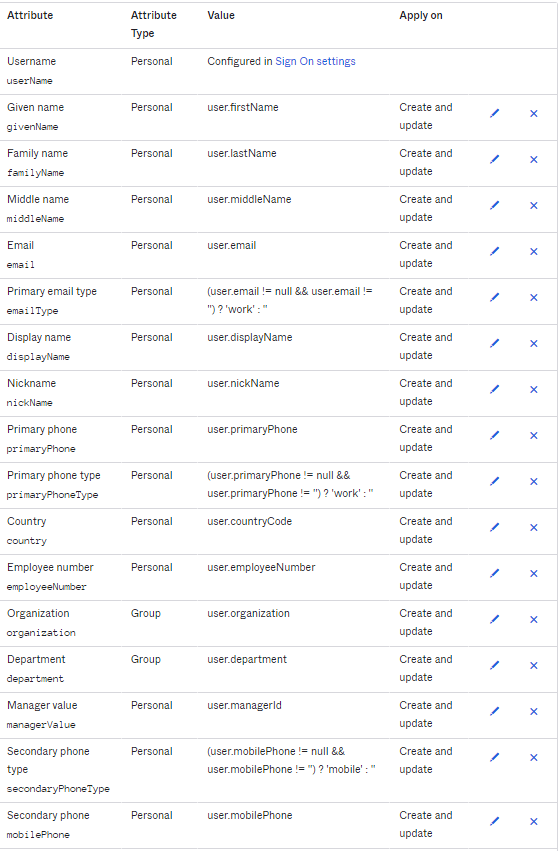 Attribute Attribute Type Value Apply on
Username Personal Configured in Sign On settings
userName
Given name Personal user.firstName Create and update
givenName
Family name Personal user.lastName Create and update
familyName
Middle name Personal user.middleName Create and update
middleName
Email Personal user.email Create and update
email
Primary email type Personal (user.email != null && user.email != '') ? 'work' : '' Create and update
emailType
Display name Personal user.displayName Create and update
displayName
Nickname Personal user.nickName Create and update
nickName
Primary phone Personal user.primaryPhone Create and update
primaryPhone
Primary phone type Personal (user.primaryPhone != null && user.primaryPhone != '') ? 'work' : '' Create and update
primaryPhoneType
Country Personal user.countryCode Create and update
country
Employee number Personal user.employeeNumber Create and update
employeeNumber
Organization Group user.organization Create and update
organization
Department Group user.department Create and update
department
Manager value Personal user.managerId Create and update
managerValue
Secondary phone type Personal (user.mobilePhone != null && user.mobilePhone != '') ? 'mobile' : '' Create and update
secondaryPhoneType
Secondary phone Personal user.mobilePhone Create and update
mobilePhone